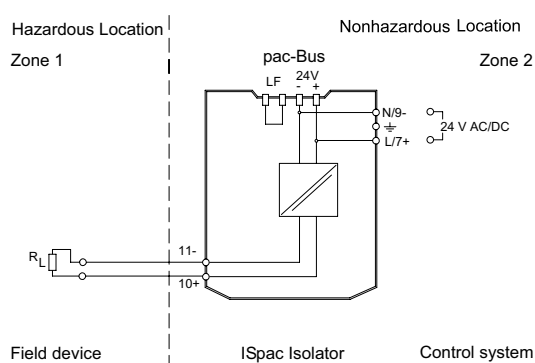 Hazardous Location
Nonhazardous Location
Zone 1
pac-Bus
Zone 2
LF
24V
- +
N/9-
24 V AC/DC
L/7+
RL
11-
10+
Field device
ISpac Isolator
Control system